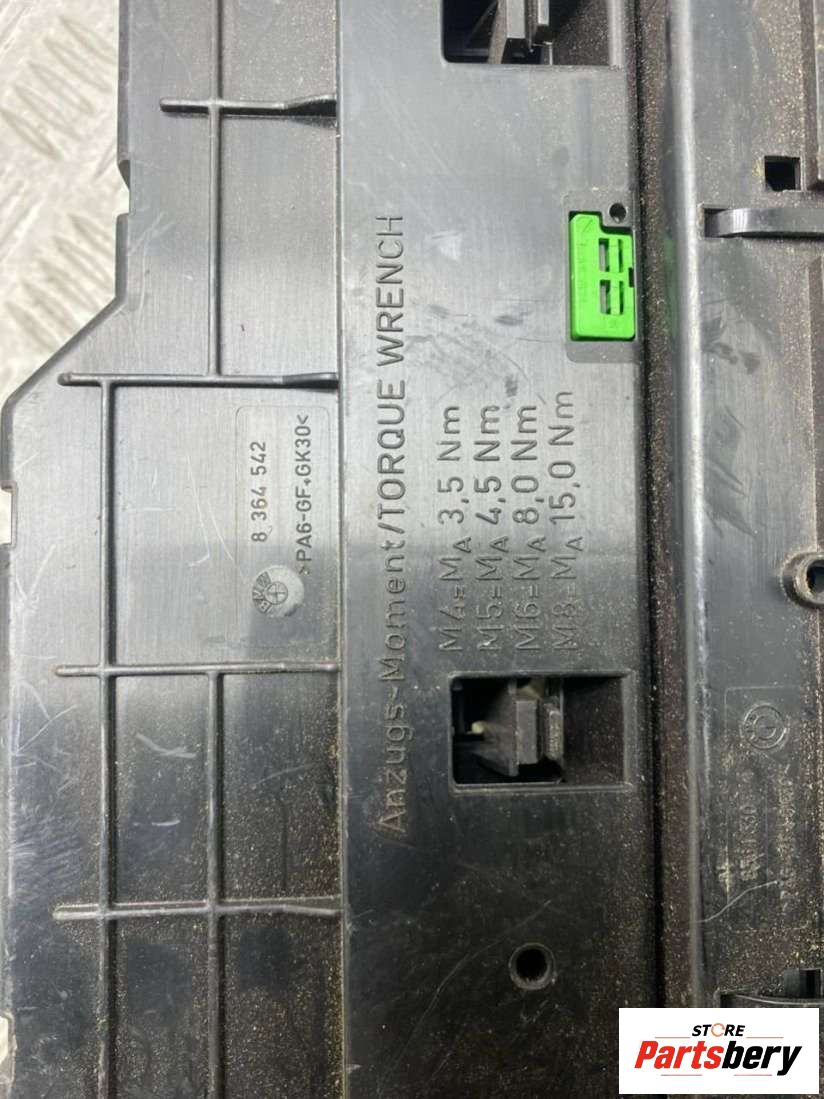 8 364 542
>PA6-GF+GK30<
Anzugs-Moment/TORQUE WRENCH
M4=MA 3,5 Nm
M5=MA 4,5 Nm
M6=MA 8,0 Nm
M8=MA 15,0 Nm
STORE
Partsbery